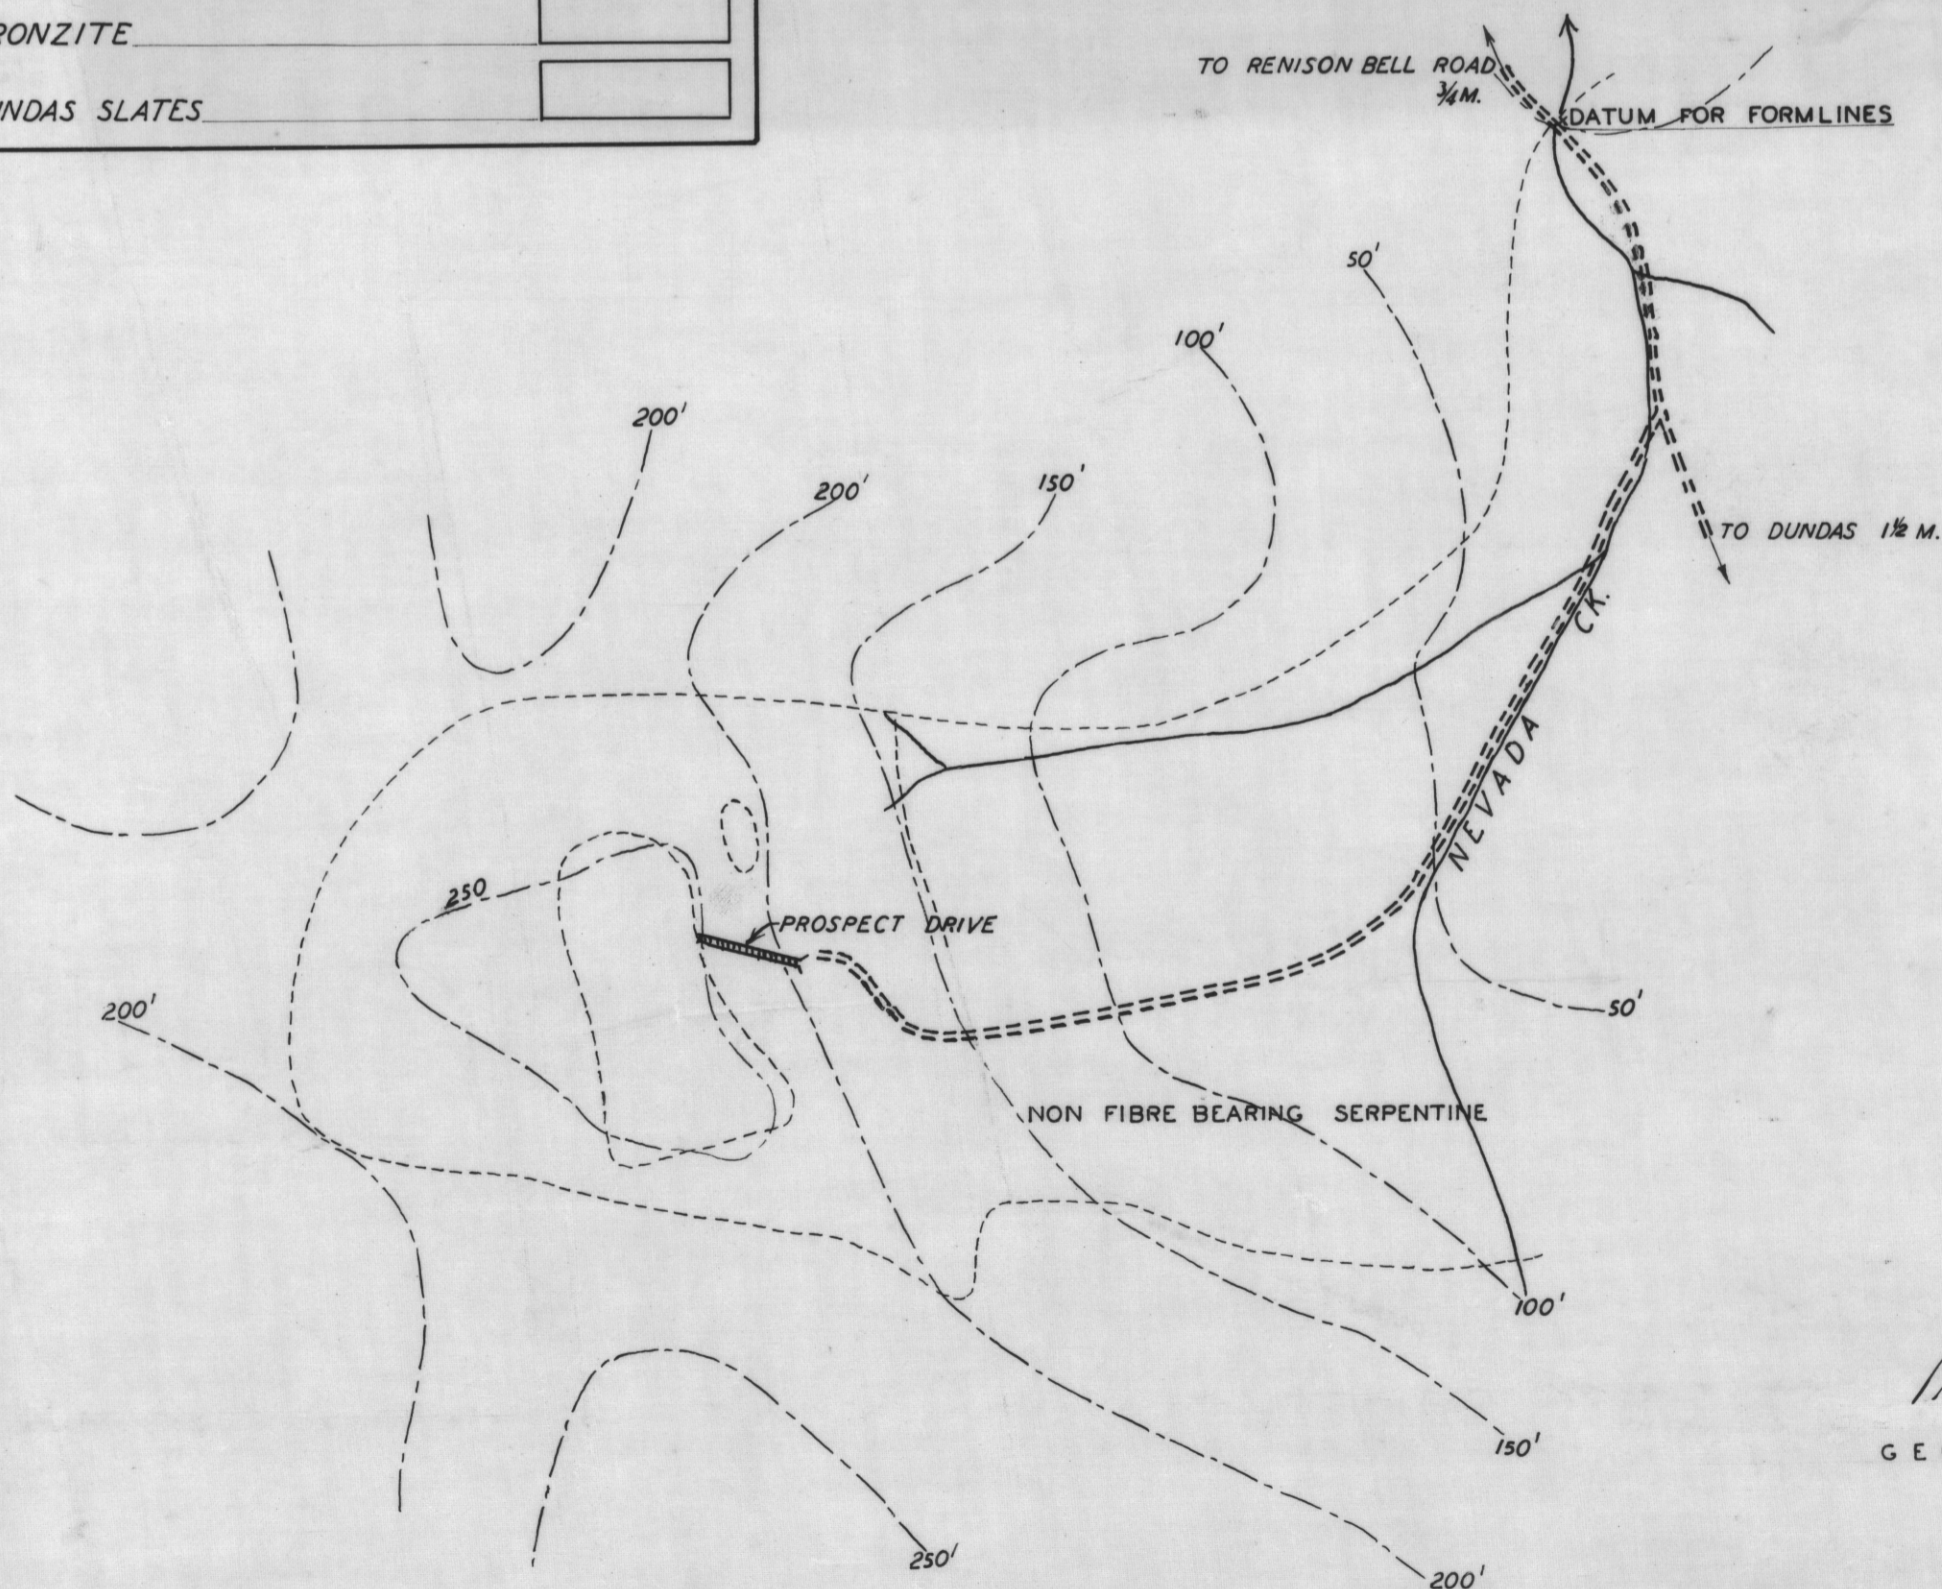 RONZITE
NDAS SLATES
TO RENISON BELL ROAD
¾M.
DATUM FOR FORMLINES
50'
100'
200'
150'
200'
TO DUNDAS 1½ M.
NEVADA CK.
250
PROSPECT DRIVE
200'
50'
NON FIBRE BEARING SERPENTINE
100'
150'
GE
250'
200'